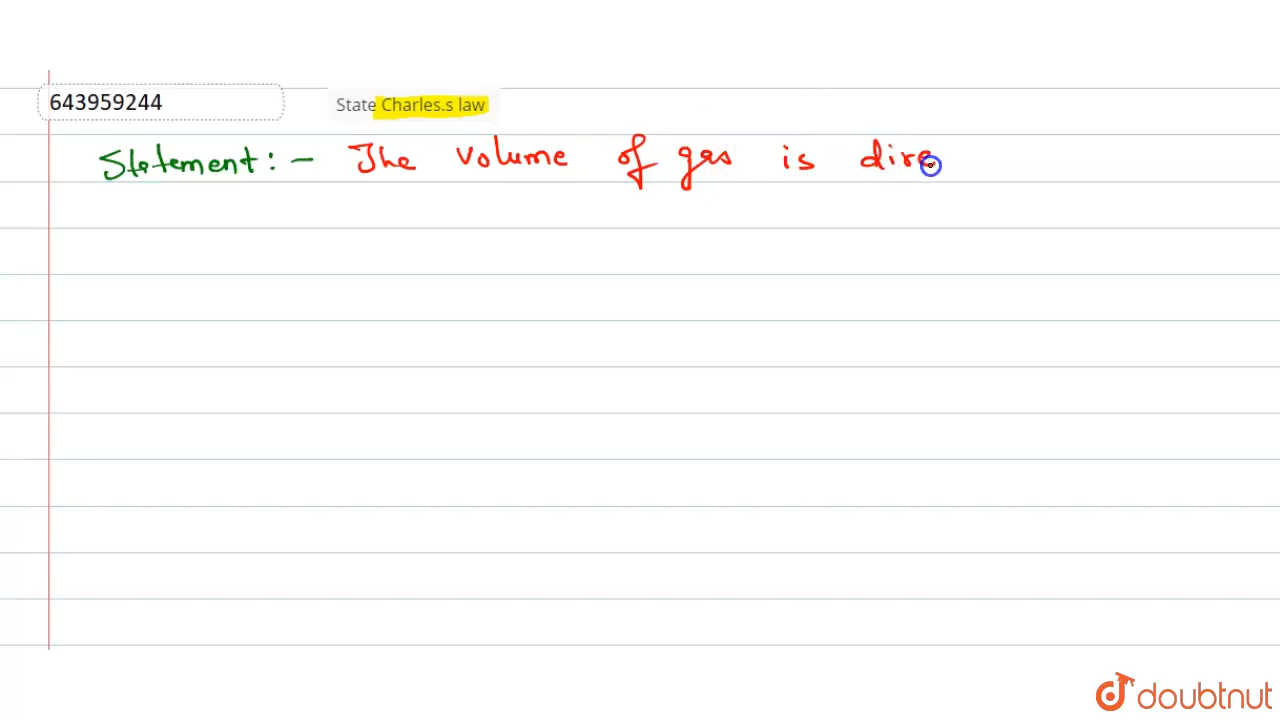 643959244
State Charles.s law
Statement:- The volume of gas is dire
doubtnut